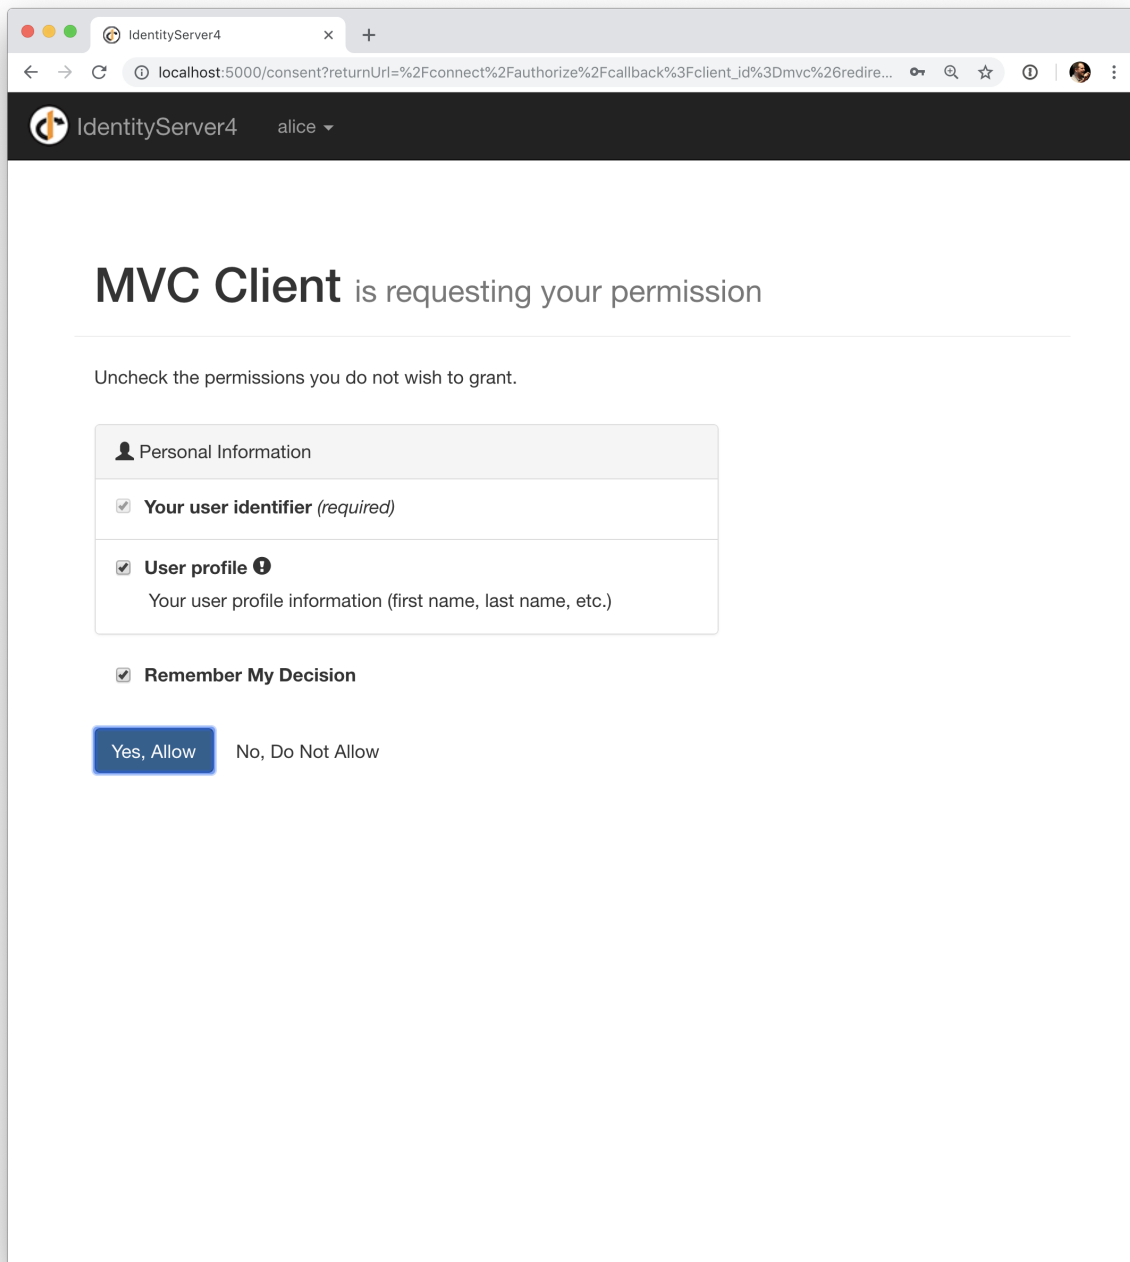 IdentityServer4
localhost:5000/consent?returnUrl=%2Fconnect%2Fauthorize%2Fcallback%3Fclient_id%3Dmvc%26redire...
IdentityServer4 alice
MVC Client is requesting your permission
Uncheck the permissions you do not wish to grant.
Personal Information
Your user identifier (required)
User profile
Your user profile information (first name, last name, etc.)
Remember My Decision
Yes, Allow No, Do Not Allow